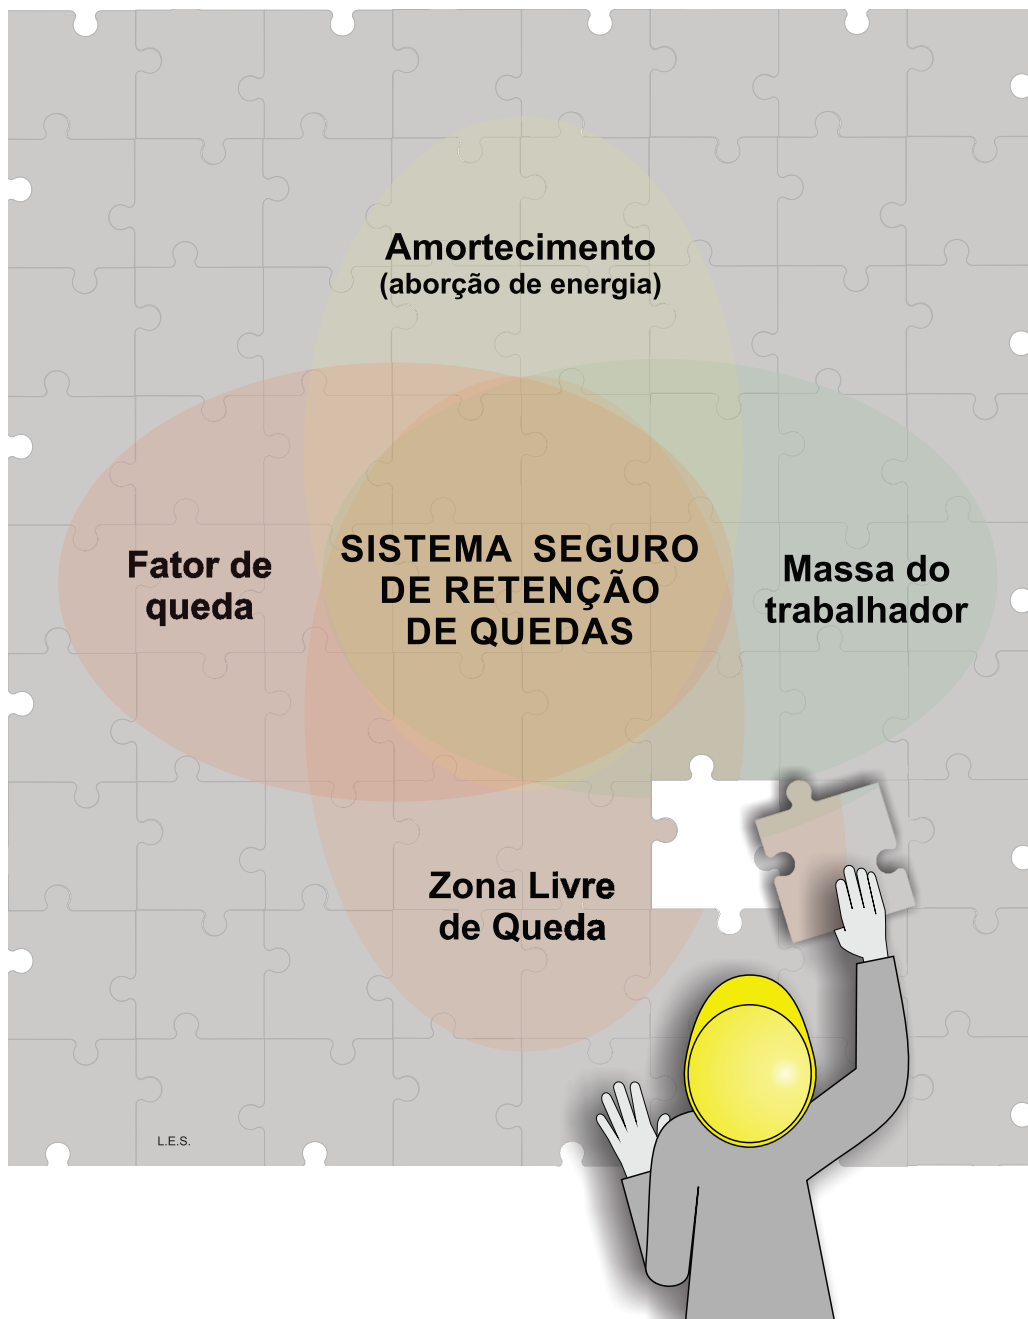 Amortecimento
(aborção de energia)
Fator de
queda
SISTEMA SEGURO
DE RETENÇÃO
DE QUEDAS
Massa do
trabalhador
Zona Livre
de Queda
L.E.S.